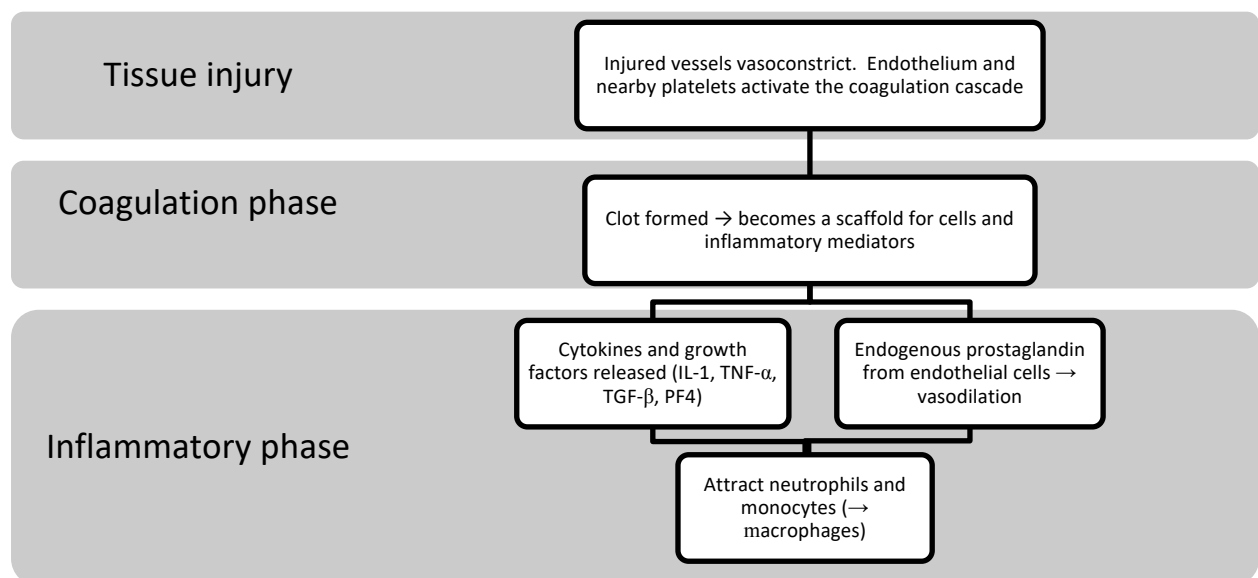 Tissue injury
Injured vessels vasoconstrict.  Endothelium and
nearby platelets activate the coagulation cascade
Coagulation phase
Clot formed → becomes a scaffold for cells and
inflammatory mediators
Inflammatory phase
Cytokines and growth
factors released (IL-1, TNF-α,
TGF-β, PF4)
Endogenous prostaglandin
from endothelial cells →
vasodilation
Attract neutrophils and
monocytes (→
macrophages)